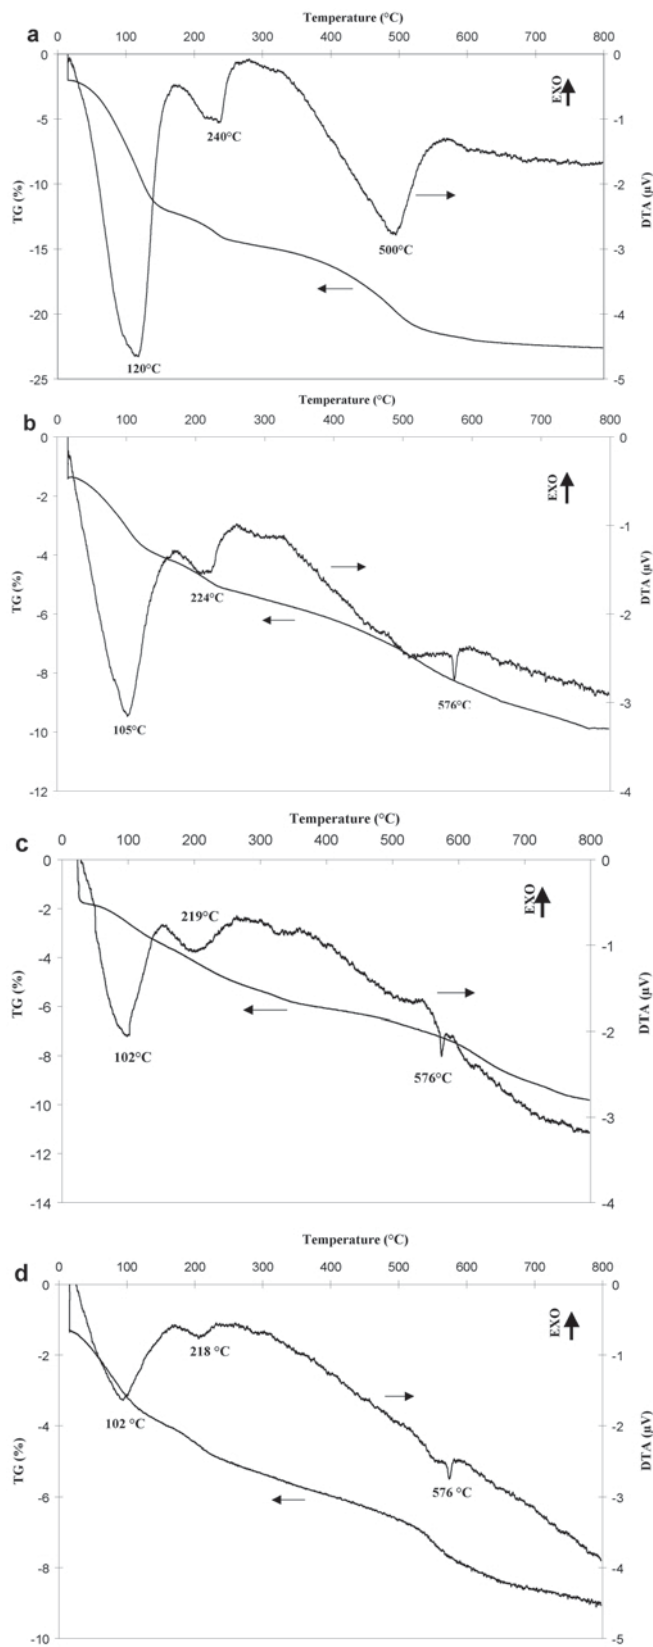 Temperature (°C)
a
0 100 200 300 400 500 600 700 800
0
-5
-10
-15
-20
-25
TG (%)
0
-1
-2
-3
-4
-5
DTA (µV)
EXO
240°C
500°C
120°C
Temperature (°C)
b
0 100 200 300 400 500 600 700 800
0
-2
-4
-6
-8
-10
-12
TG (%)
0
-1
-2
-3
-4
DTA (µV)
EXO
224°C
576°C
105°C
Temperature (°C)
c
0 100 200 300 400 500 600 700 800
0
-2
-4
-6
-8
-10
-12
-14
TG (%)
0
-1
-2
-3
-4
DTA (µV)
EXO
219°C
102°C
576°C
Temperature (°C)
d
0 100 200 300 400 500 600 700 800
0
-2
-4
-6
-8
-10
TG (%)
0
-1
-2
-3
-4
-5
DTA (µV)
EXO
218 °C
102 °C
576 °C